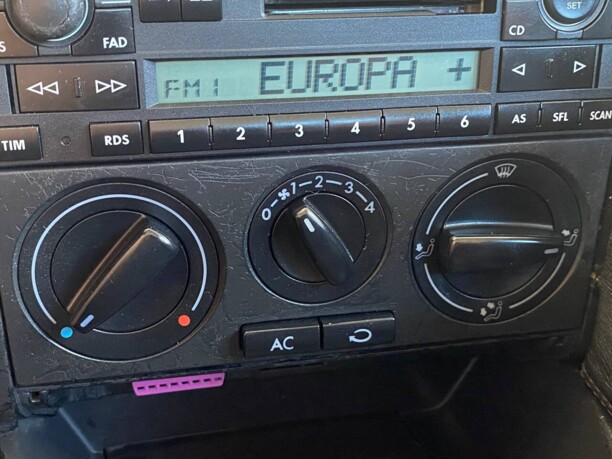 SET
FAD
CD
FM1 EUROPA +
TIM
RDS
1 2 3 4 5 6
AS SFL SCAN
0 1 2 3 4
AC